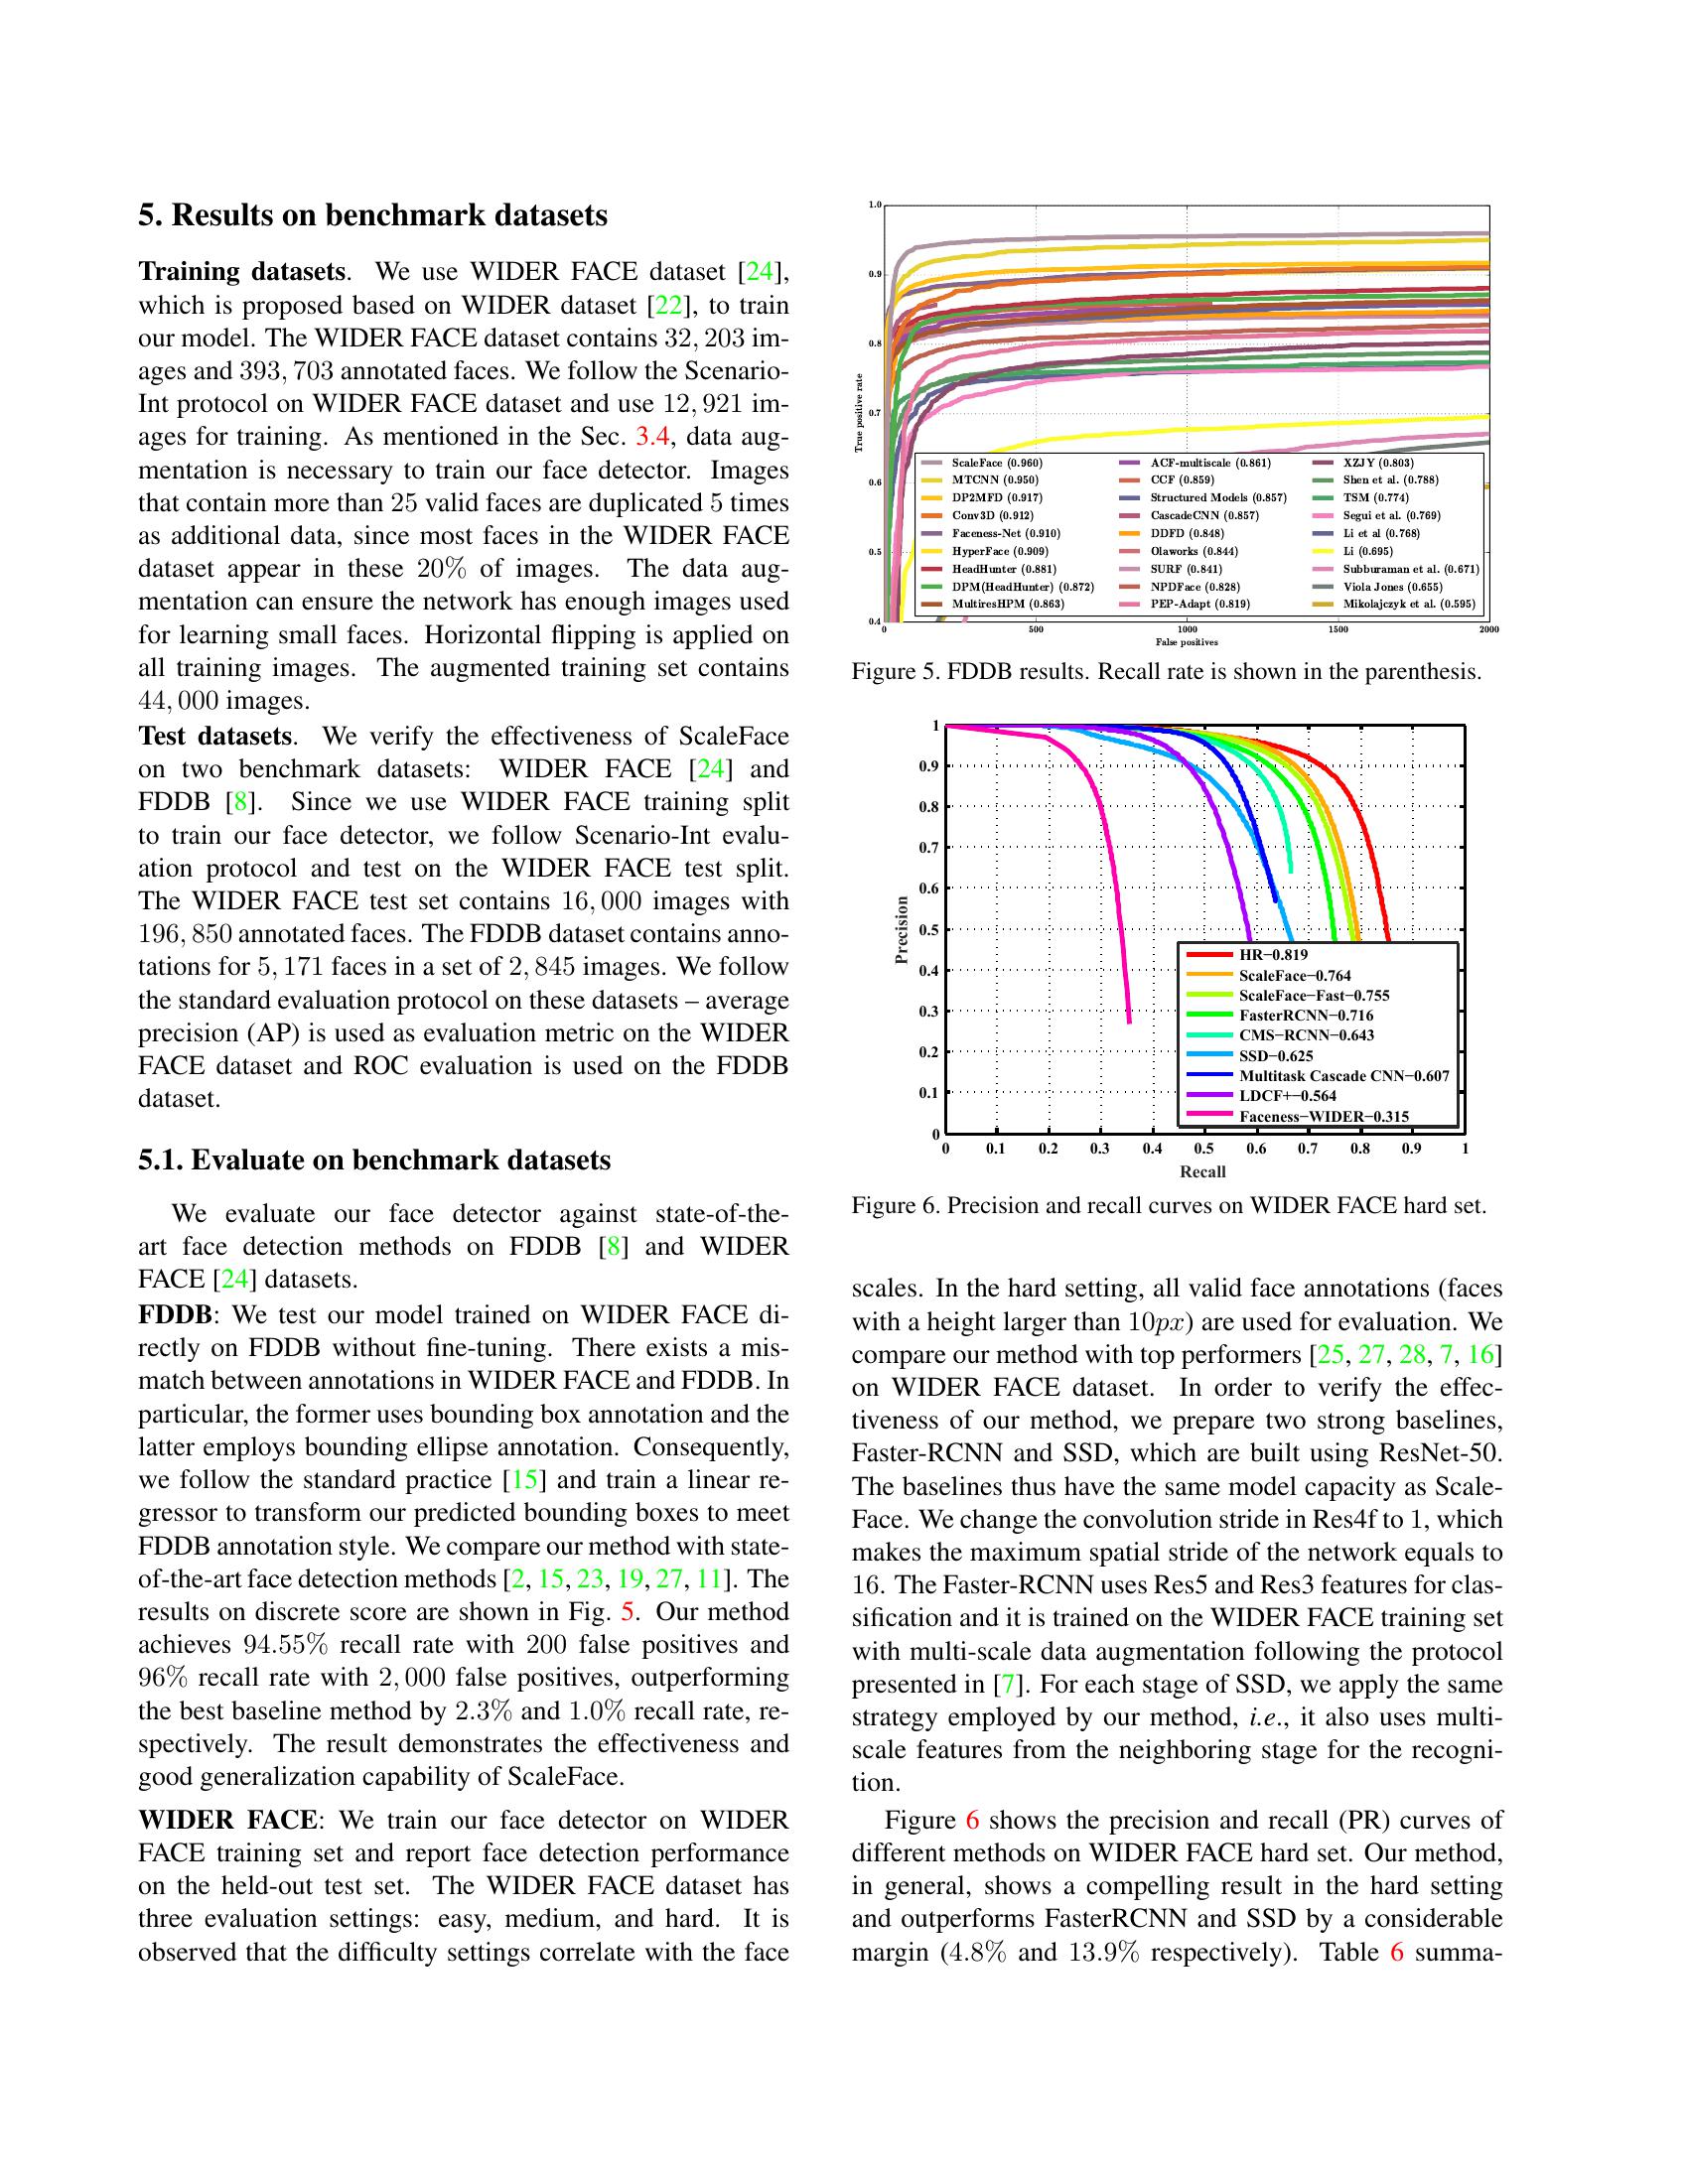 5. Results on benchmark datasets
Training datasets. We use WIDER FACE dataset [24],
which is proposed based on WIDER dataset [22], to train
our model. The WIDER FACE dataset contains 32, 203 im-
ages and 393, 703 annotated faces. We follow the Scenario-
Int protocol on WIDER FACE dataset and use 12, 921 im-
ages for training. As mentioned in the Sec. 3.4, data aug-
mentation is necessary to train our face detector. Images
that contain more than 25 valid faces are duplicated 5 times
as additional data, since most faces in the WIDER FACE
dataset appear in these 20% of images. The data aug-
mentation can ensure the network has enough images used
for learning small faces. Horizontal flipping is applied on
all training images. The augmented training set contains
44, 000 images.
Test datasets. We verify the effectiveness of ScaleFace
on two benchmark datasets: WIDER FACE [24] and
FDDB [8]. Since we use WIDER FACE training split
to train our face detector, we follow Scenario-Int evalu-
ation protocol and test on the WIDER FACE test split.
The WIDER FACE test set contains 16, 000 images with
196, 850 annotated faces. The FDDB dataset contains anno-
tations for 5, 171 faces in a set of 2, 845 images. We follow
the standard evaluation protocol on these datasets – average
precision (AP) is used as evaluation metric on the WIDER
FACE dataset and ROC evaluation is used on the FDDB
dataset.
5.1. Evaluate on benchmark datasets
We evaluate our face detector against state-of-the-
art face detection methods on FDDB [8] and WIDER
FACE [24] datasets.
FDDB: We test our model trained on WIDER FACE di-
rectly on FDDB without fine-tuning. There exists a mis-
match between annotations in WIDER FACE and FDDB. In
particular, the former uses bounding box annotation and the
latter employs bounding ellipse annotation. Consequently,
we follow the standard practice [15] and train a linear re-
gressor to transform our predicted bounding boxes to meet
FDDB annotation style. We compare our method with state-
of-the-art face detection methods [2, 15, 23, 19, 27, 11]. The
results on discrete score are shown in Fig. 5. Our method
achieves 94.55% recall rate with 200 false positives and
96% recall rate with 2, 000 false positives, outperforming
the best baseline method by 2.3% and 1.0% recall rate, re-
spectively. The result demonstrates the effectiveness and
good generalization capability of ScaleFace.
WIDER FACE: We train our face detector on WIDER
FACE training set and report face detection performance
on the held-out test set. The WIDER FACE dataset has
three evaluation settings: easy, medium, and hard. It is
observed that the difficulty settings correlate with the face
1.0
0.9
0.8
0.7
0.6
0.5
0.4
True positive rate
ScaleFace (0.960)
MTCNN (0.950)
DP2MFD (0.917)
Conv3D (0.912)
Faceness-Net (0.910)
HyperFace (0.909)
HeadHunter (0.881)
DPM(HeadHunter) (0.872)
MultiresHPM (0.863)
ACF-multiscale (0.861)
CCF (0.859)
Structured Models (0.857)
CascadeCNN (0.857)
DDFD (0.848)
Olaworks (0.844)
SURF (0.841)
NPDFace (0.828)
PEP-Adapt (0.819)
XZJY (0.803)
Shen et al. (0.788)
TSM (0.774)
Segui et al. (0.769)
Li et al (0.768)
Li (0.695)
Subburaman et al. (0.671)
Viola Jones (0.655)
Mikolajczyk et al. (0.595)
0 500 1000 1500 2000
False positives
Figure 5. FDDB results. Recall rate is shown in the parenthesis.
1
0.9
0.8
0.7
0.6
0.5
0.4
0.3
0.2
0.1
0
Precision
HR−0.819
ScaleFace−0.764
ScaleFace−Fast−0.755
FasterRCNN−0.716
CMS−RCNN−0.643
SSD−0.625
Multitask Cascade CNN−0.607
LDCF+−0.564
Faceness−WIDER−0.315
0 0.1 0.2 0.3 0.4 0.5 0.6 0.7 0.8 0.9 1
Recall
Figure 6. Precision and recall curves on WIDER FACE hard set.
scales. In the hard setting, all valid face annotations (faces
with a height larger than 10px) are used for evaluation. We
compare our method with top performers [25, 27, 28, 7, 16]
on WIDER FACE dataset. In order to verify the effec-
tiveness of our method, we prepare two strong baselines,
Faster-RCNN and SSD, which are built using ResNet-50.
The baselines thus have the same model capacity as Scale-
Face. We change the convolution stride in Res4f to 1, which
makes the maximum spatial stride of the network equals to
16. The Faster-RCNN uses Res5 and Res3 features for clas-
sification and it is trained on the WIDER FACE training set
with multi-scale data augmentation following the protocol
presented in [7]. For each stage of SSD, we apply the same
strategy employed by our method, i.e., it also uses multi-
scale features from the neighboring stage for the recogni-
tion.
Figure 6 shows the precision and recall (PR) curves of
different methods on WIDER FACE hard set. Our method,
in general, shows a compelling result in the hard setting
and outperforms FasterRCNN and SSD by a considerable
margin (4.8% and 13.9% respectively). Table 6 summa-